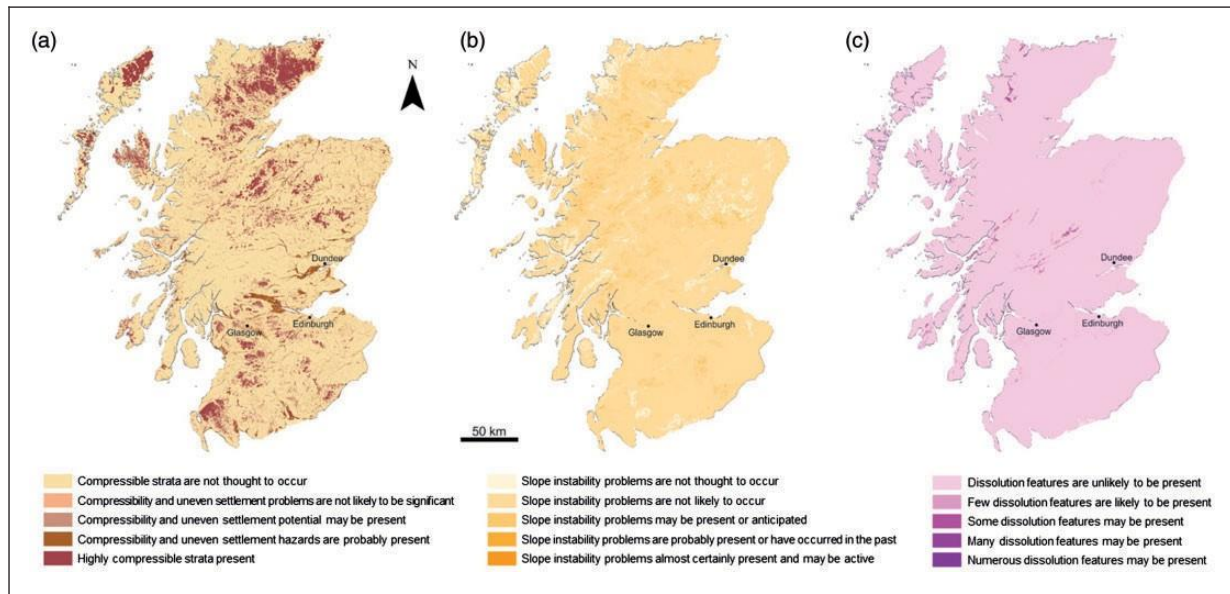 (a)
N
Dundee
Edinburgh
Glasgow
Compressible strata are not thought to occur
Compressibility and uneven settlement problems are not likely to be significant
Compressibility and uneven settlement potential may be present
Compressibility and uneven settlement hazards are probably present
Highly compressible strata present
(b)
Dundee
Edinburgh
Glasgow
50 km
Slope instability problems are not thought to occur
Slope instability problems are not likely to occur
Slope instability problems may be present or anticipated
Slope instability problems are probably present or have occurred in the past
Slope instability problems almost certainly present and may be active
(c)
Dundee
Edinburgh
Glasgow
Dissolution features are unlikely to be present
Few dissolution features are likely to be present
Some dissolution features may be present
Many dissolution features may be present
Numerous dissolution features may be present